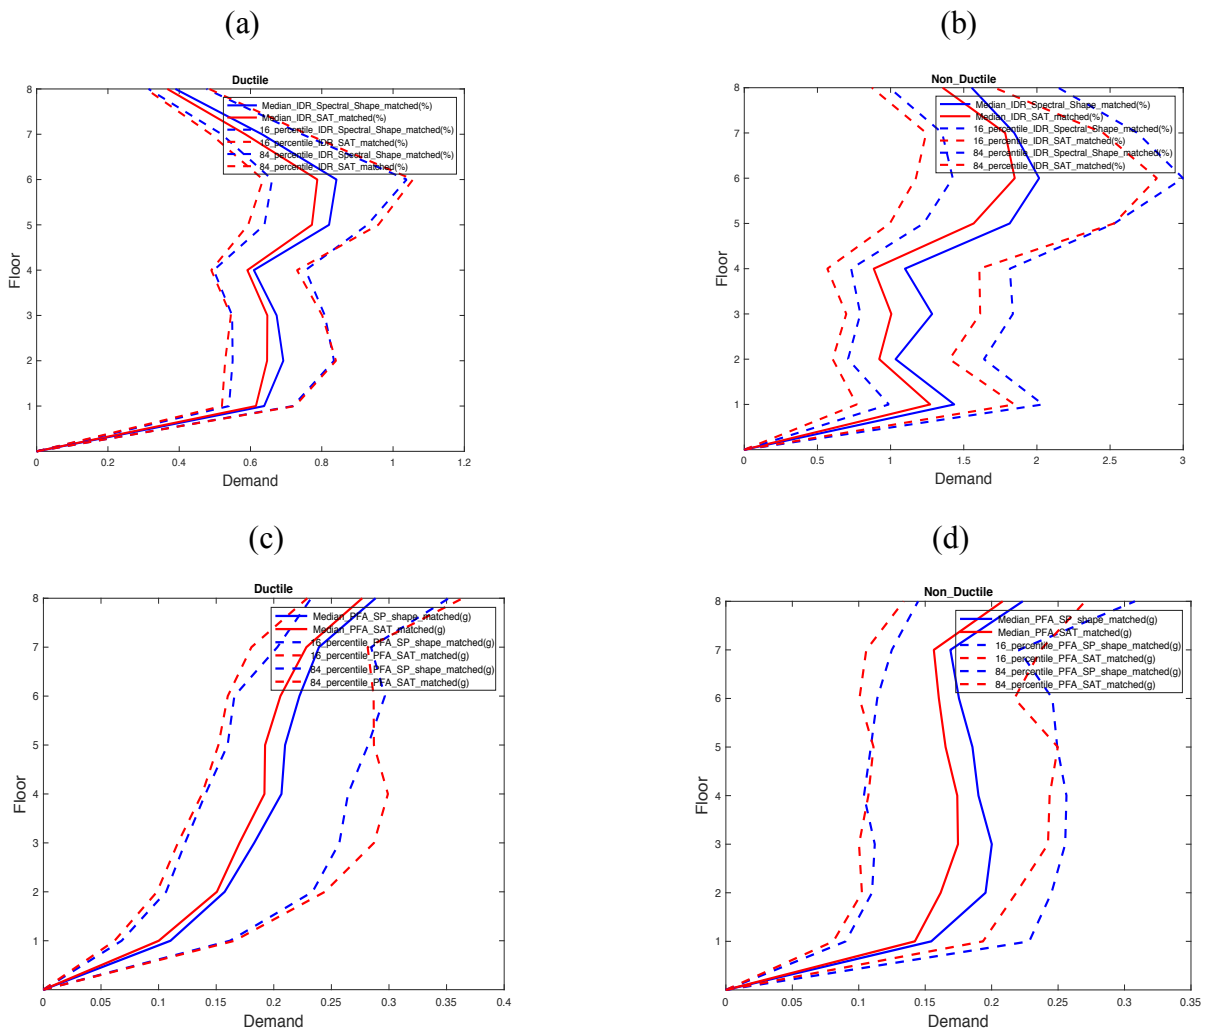 (a)
Ductile
8
7
6
5
4
3
2
1
0
Floor
Median_IDR_Spectral_Shape_matched(%)
Median_IDR_SAT_matched(%)
16_percentile_IDR_Spectral_Shape_matched(%)
16_percentile_IDR_SAT_matched(%)
84_percentile_IDR_Spectral_Shape_matched(%)
84_percentile_IDR_SAT_matched(%)
0 0.2 0.4 0.6 0.8 1 1.2
Demand
(b)
Non_Ductile
8
7
6
5
4
3
2
1
0
Floor
Median_IDR_Spectral_Shape_matched(%)
Median_IDR_SAT_matched(%)
16_percentile_IDR_Spectral_Shape_matched(%)
16_percentile_IDR_SAT_matched(%)
84_percentile_IDR_Spectral_Shape_matched(%)
84_percentile_IDR_SAT_matched(%)
0 0.5 1 1.5 2 2.5 3
Demand
(c)
Ductile
8
7
6
5
4
3
2
1
0
Floor
Median_PFA_SP_shape_matched(g)
Median_PFA_SAT_matched(g)
16_percentile_PFA_SP_shape_matched(g)
16_percentile_PFA_SAT_matched(g)
84_percentile_PFA_SP_shape_matched(g)
84_percentile_PFA_SAT_matched(g)
0 0.05 0.1 0.15 0.2 0.25 0.3 0.35 0.4
Demand
(d)
Non_Ductile
8
7
6
5
4
3
2
1
0
Floor
Median_PFA_SP_shape_matched(g)
Median_PFA_SAT_matched(g)
16_percentile_PFA_SP_shape_matched(g)
16_percentile_PFA_SAT_matched(g)
84_percentile_PFA_SP_shape_matched(g)
84_percentile_PFA_SAT_matched(g)
0 0.05 0.1 0.15 0.2 0.25 0.3 0.35
Demand